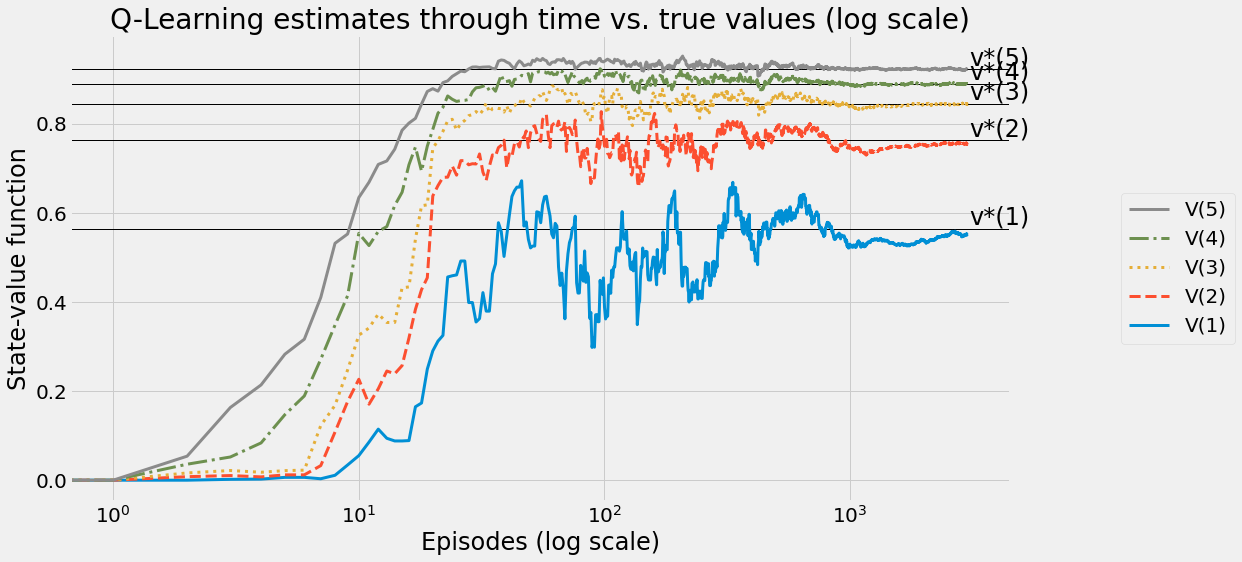 Q-Learning estimates through time vs. true values (log scale)
State-value function
0.8
0.6
0.4
0.2
0.0
v*(5)
v*(4)
v*(3)
v*(2)
v*(1)
V(5)
V(4)
V(3)
V(2)
V(1)
10⁰
10¹
10²
10³
Episodes (log scale)